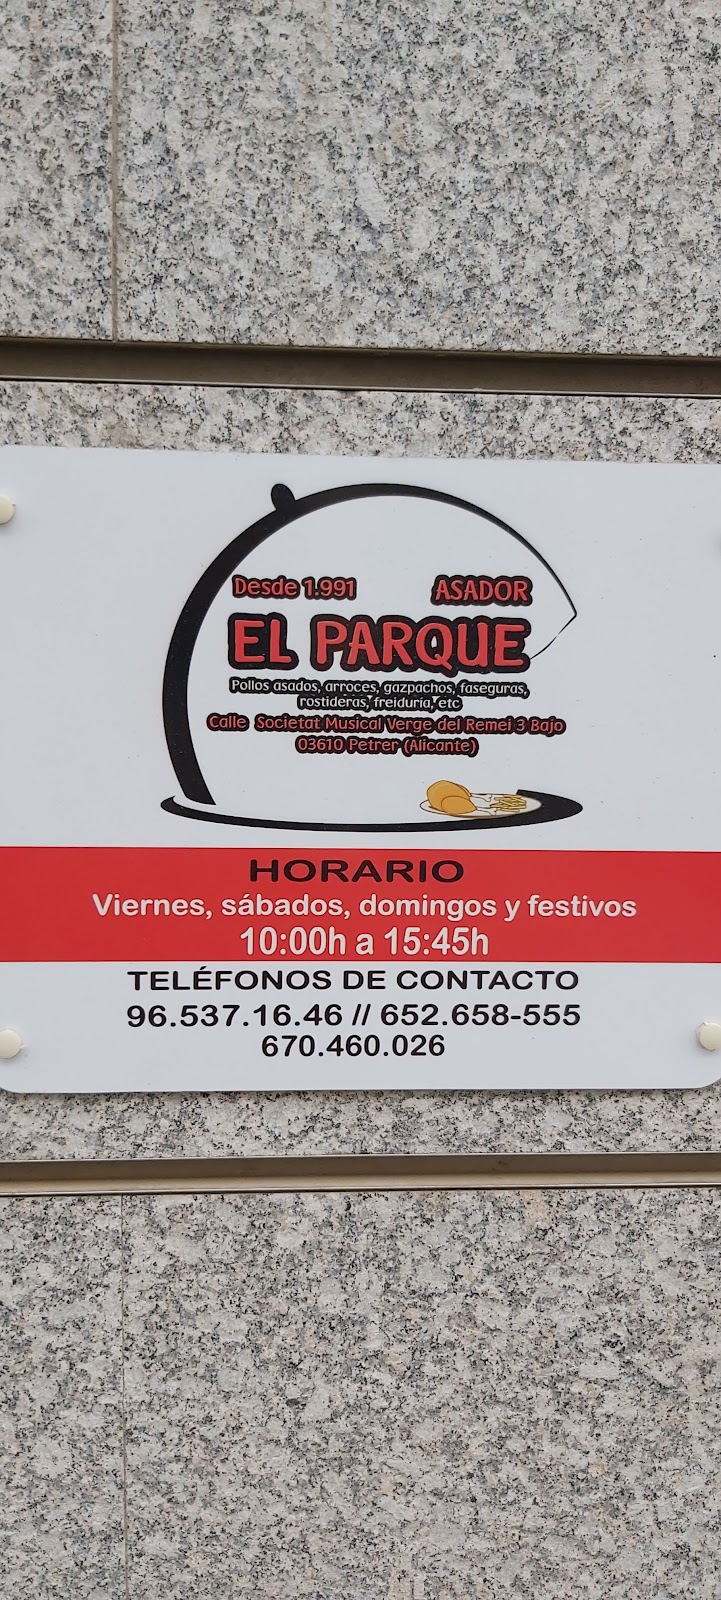 Desde 1.991 ASADOR
EL PARQUE
Pollos asados, arroces, gazpachos, faseguras,
rostideras, freiduría, etc
Calle Societat Musical Verge del Remei 3 Bajo
03610 Petrer (Alicante)
HORARIO
Viernes, sábados, domingos y festivos
10:00h a 15:45h
TELÉFONOS DE CONTACTO
96.537.16.46 // 652.658-555
670.460.026